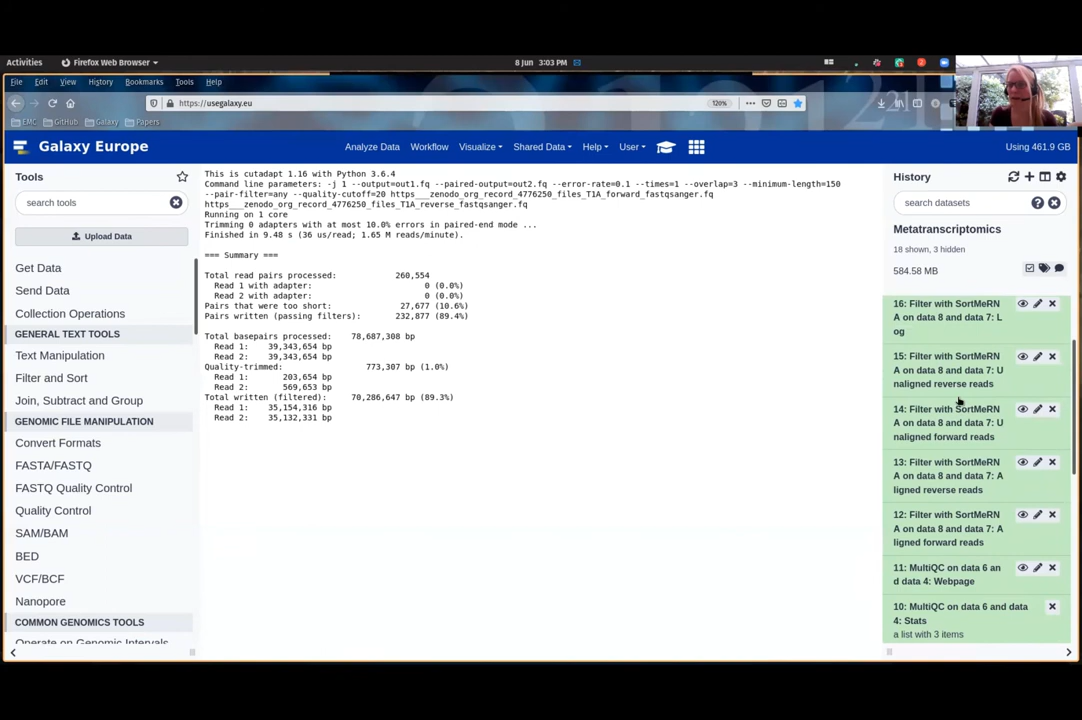 Activities
Firefox Web Browser
8 Jun 3:03 PM
File Edit View History Bookmarks Tools Help
https://usegalaxy.eu
120%
EMC GitHub Galaxy Papers
Galaxy Europe
Analyze Data Workflow Visualize Shared Data Help User
Using 461.9 GB
Tools
search tools
Upload Data
Get Data
Send Data
Collection Operations
GENERAL TEXT TOOLS
Text Manipulation
Filter and Sort
Join, Subtract and Group
GENOMIC FILE MANIPULATION
Convert Formats
FASTA/FASTQ
FASTQ Quality Control
Quality Control
SAM/BAM
BED
VCF/BCF
Nanopore
COMMON GENOMICS TOOLS
Operate on Genomic Intervals
This is cutadapt 1.16 with Python 3.6.4
Command line parameters: -j 1 --output=out1.fq --paired-output=out2.fq --error-rate=0.1 --times=1 --overlap=3 --minimum-length=150
--pair-filter=any --quality-cutoff=20 https___zenodo_org_record_4776250_files_T1A_forward_fastqsanger.fq
https___zenodo_org_record_4776250_files_T1A_reverse_fastqsanger.fq
Running on 1 core
Trimming 0 adapters with at most 10.0% errors in paired-end mode ...
Finished in 9.48 s (36 us/read; 1.65 M reads/minute).
=== Summary ===
Total read pairs processed: 260,554
Read 1 with adapter: 0 (0.0%)
Read 2 with adapter: 0 (0.0%)
Pairs that were too short: 27,677 (10.6%)
Pairs written (passing filters): 232,877 (89.4%)
Total basepairs processed: 78,687,308 bp
Read 1: 39,343,654 bp
Read 2: 39,343,654 bp
Quality-trimmed: 773,307 bp (1.0%)
Read 1: 203,654 bp
Read 2: 569,653 bp
Total written (filtered): 70,286,647 bp (89.3%)
Read 1: 35,154,316 bp
Read 2: 35,132,331 bp
History
search datasets
Metatranscriptomics
18 shown, 3 hidden
584.58 MB
16: Filter with SortMeRN
A on data 8 and data 7: L
og
15: Filter with SortMeRN
A on data 8 and data 7: U
naligned reverse reads
14: Filter with SortMeRN
A on data 8 and data 7: U
naligned forward reads
13: Filter with SortMeRN
A on data 8 and data 7: A
ligned reverse reads
12: Filter with SortMeRN
A on data 8 and data 7: A
ligned forward reads
11: MultiQC on data 6 an
d data 4: Webpage
10: MultiQC on data 6 and data
4: Stats
a list with 3 items